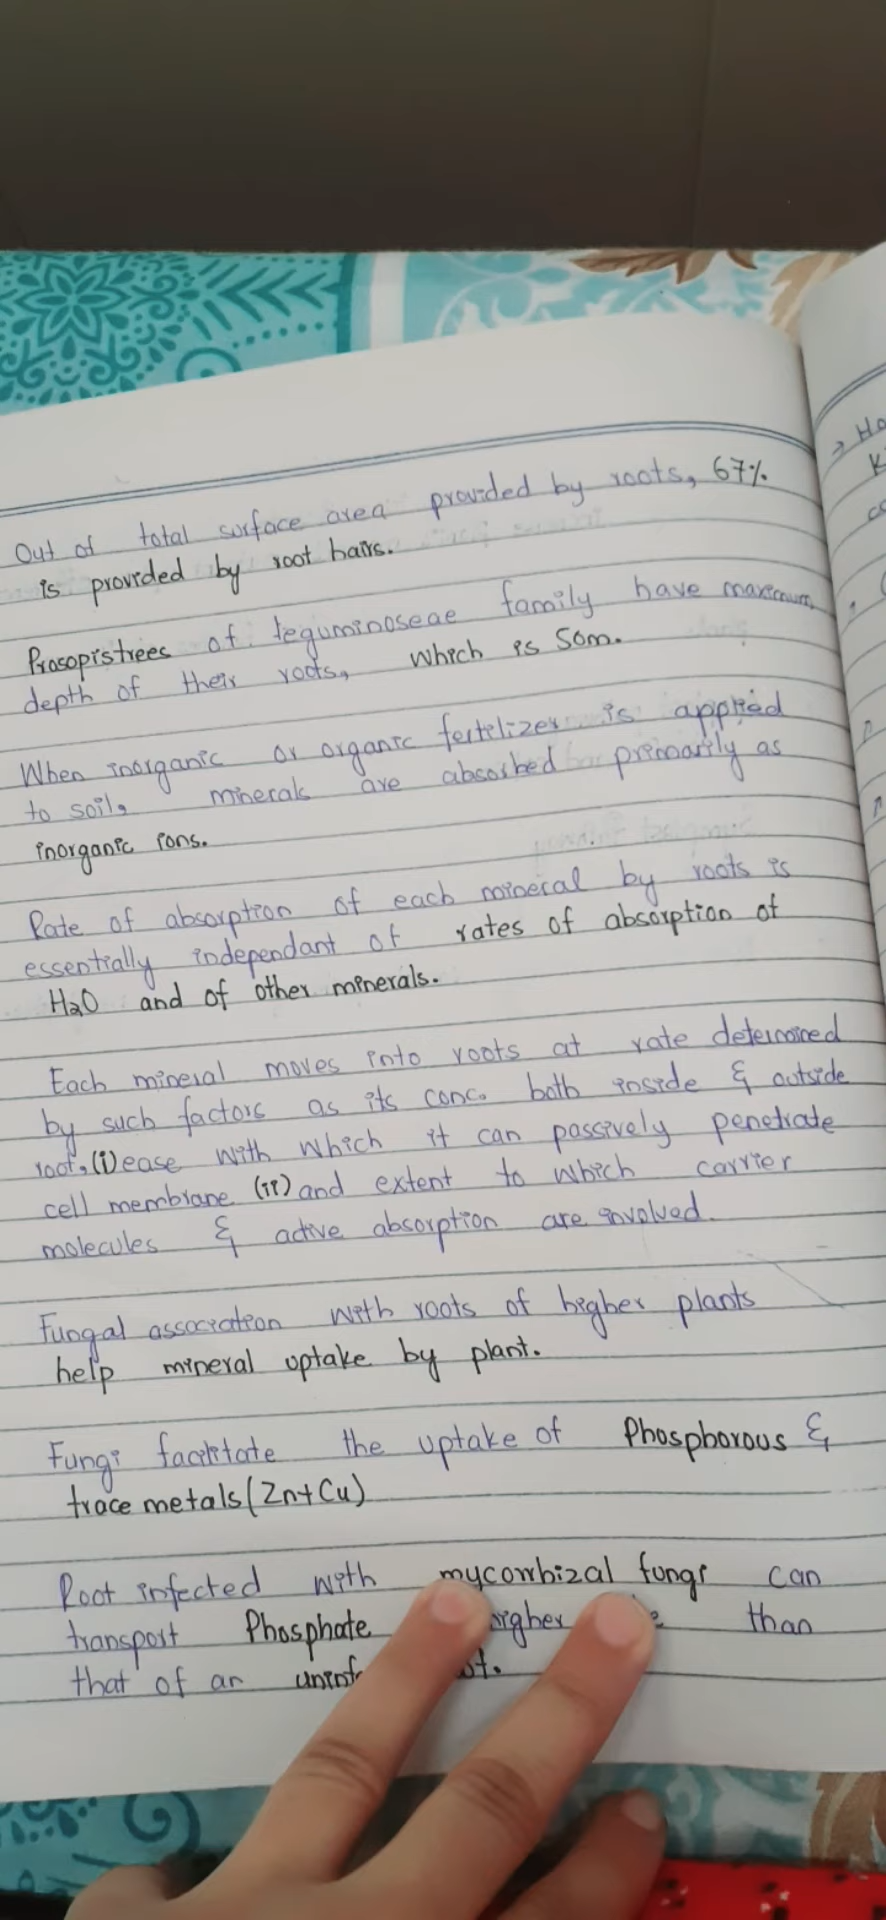 Out of total surface area provided by roots, 67%
is provided by root hairs.
Prosopistrees of leguminoseae family have maximum
depth of their roots, which is 50m.
When inorganic or organic fertelizer is applied
to soil, minerals are absorbed primarily as
inorganic ions.
Rate of absorption of each mineral by roots is
essentially independant of rates of absorption of
H₂O and of other minerals.
Each mineral moves into roots at rate determined
by such factors as its conc. both inside & outside
root, (i) ease with which it can passively penetrate
cell membrane (ii) and extent to which carrier
molecules & active absorption are involved.
Fungal association with roots of higher plants
help mineral uptake by plant.
Fungi facilitate the uptake of Phosphorous &
trace metals (Zn+Cu)
Root infected with mycorrhizal fungi can
transport Phosphate higher than
that of an
→